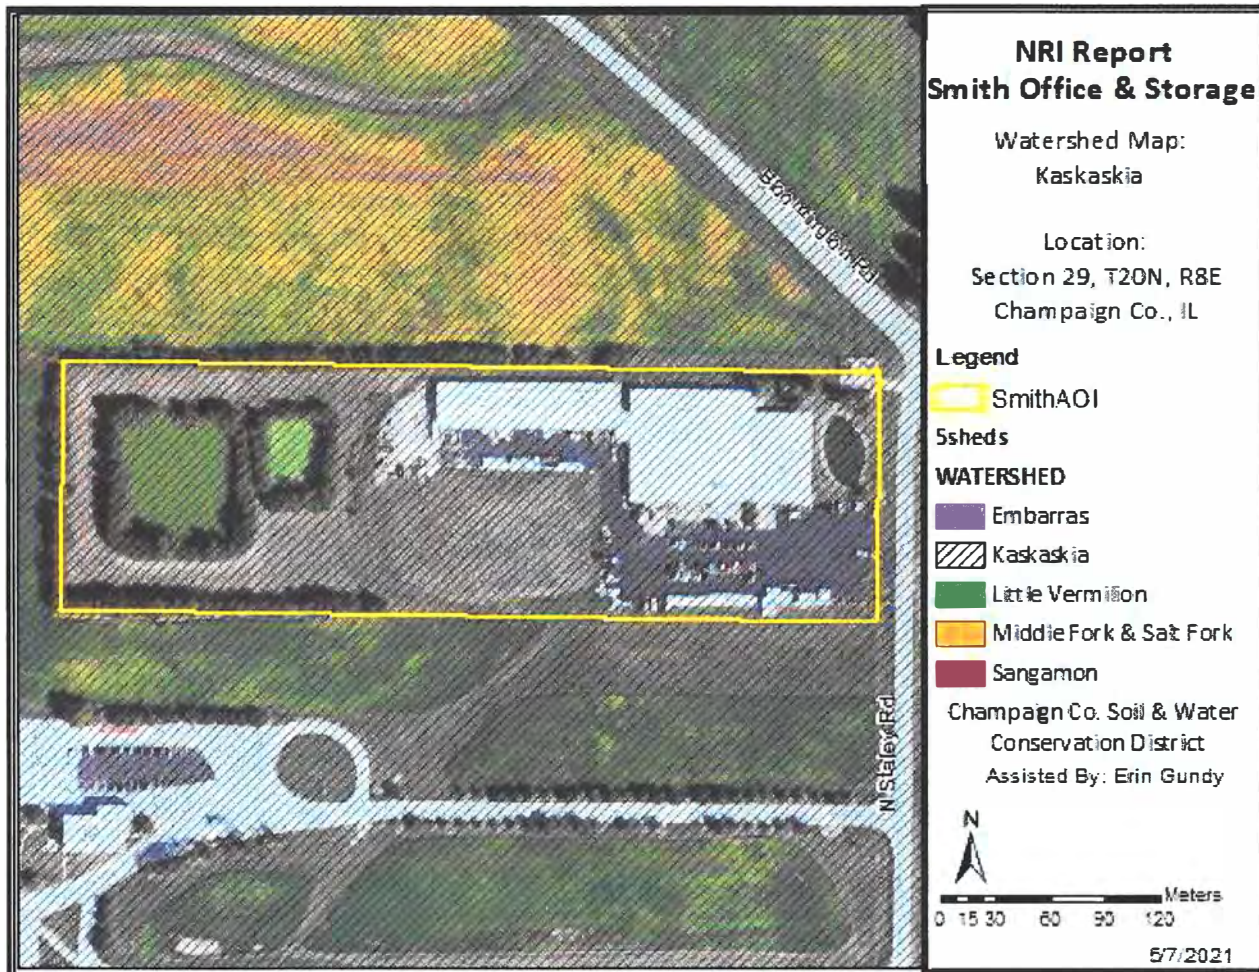 NRI Report
Smith Office & Storage
Watershed Map:
Kaskaskia
Location:
Section 29, T20N, R8E
Champaign Co., IL
Legend
SmithAOI
5sheds
WATERSHED
Embarras
Kaskaskia
Little Vermilion
Middle Fork & Salt Fork
Sangamon
Champaign Co. Soil & Water
Conservation District
Assisted By: Erin Gundy
N
Meters
0 15 30 60 90 120
5/7/2021
Bloomington Rd
N Staley Rd